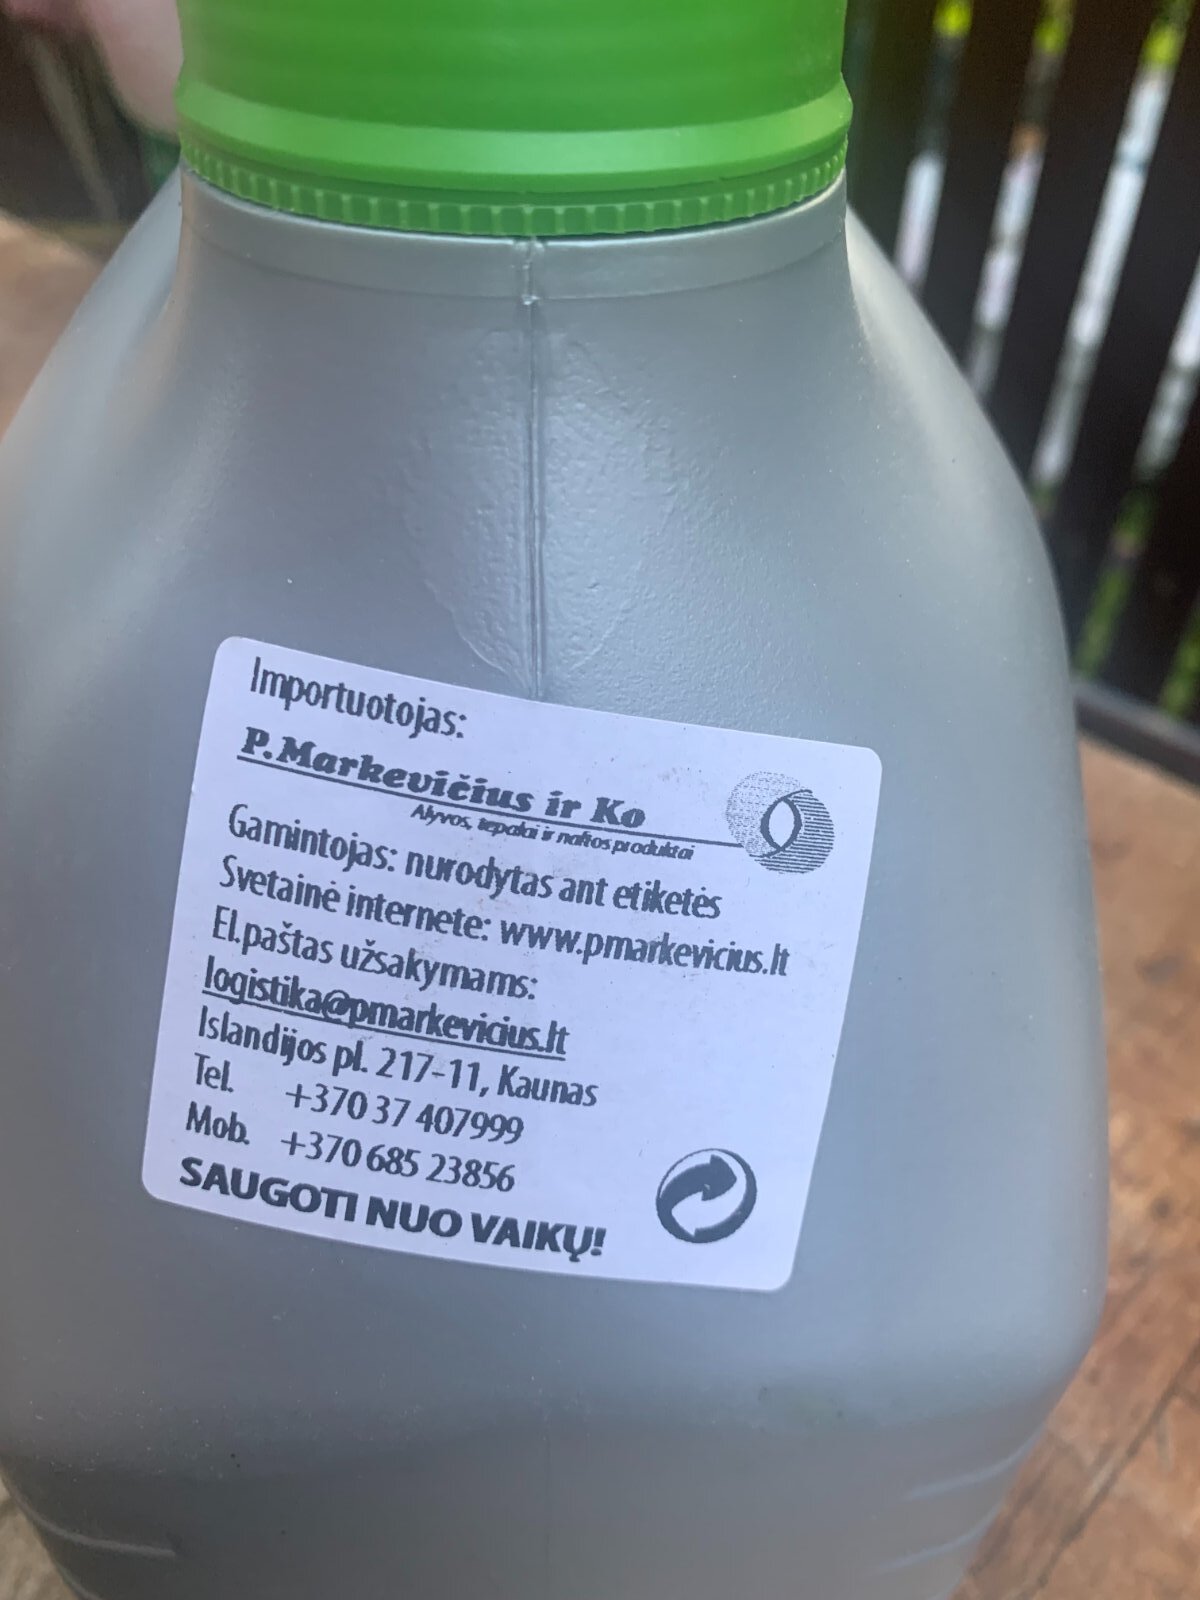 Importuotojas:
P.Markevičius ir Ko
Alyvos, tepalai ir naftos produktai
Gamintojas: nurodytas ant etiketės
Svetainė internete: www.pmarkevicius.lt
El.paštas užsakymams:
logistika@pmarkevicius.lt
Islandijos pl. 217-11, Kaunas
Tel. +370 37 407999
Mob. +370 685 23856
SAUGOTI NUO VAIKŲ!